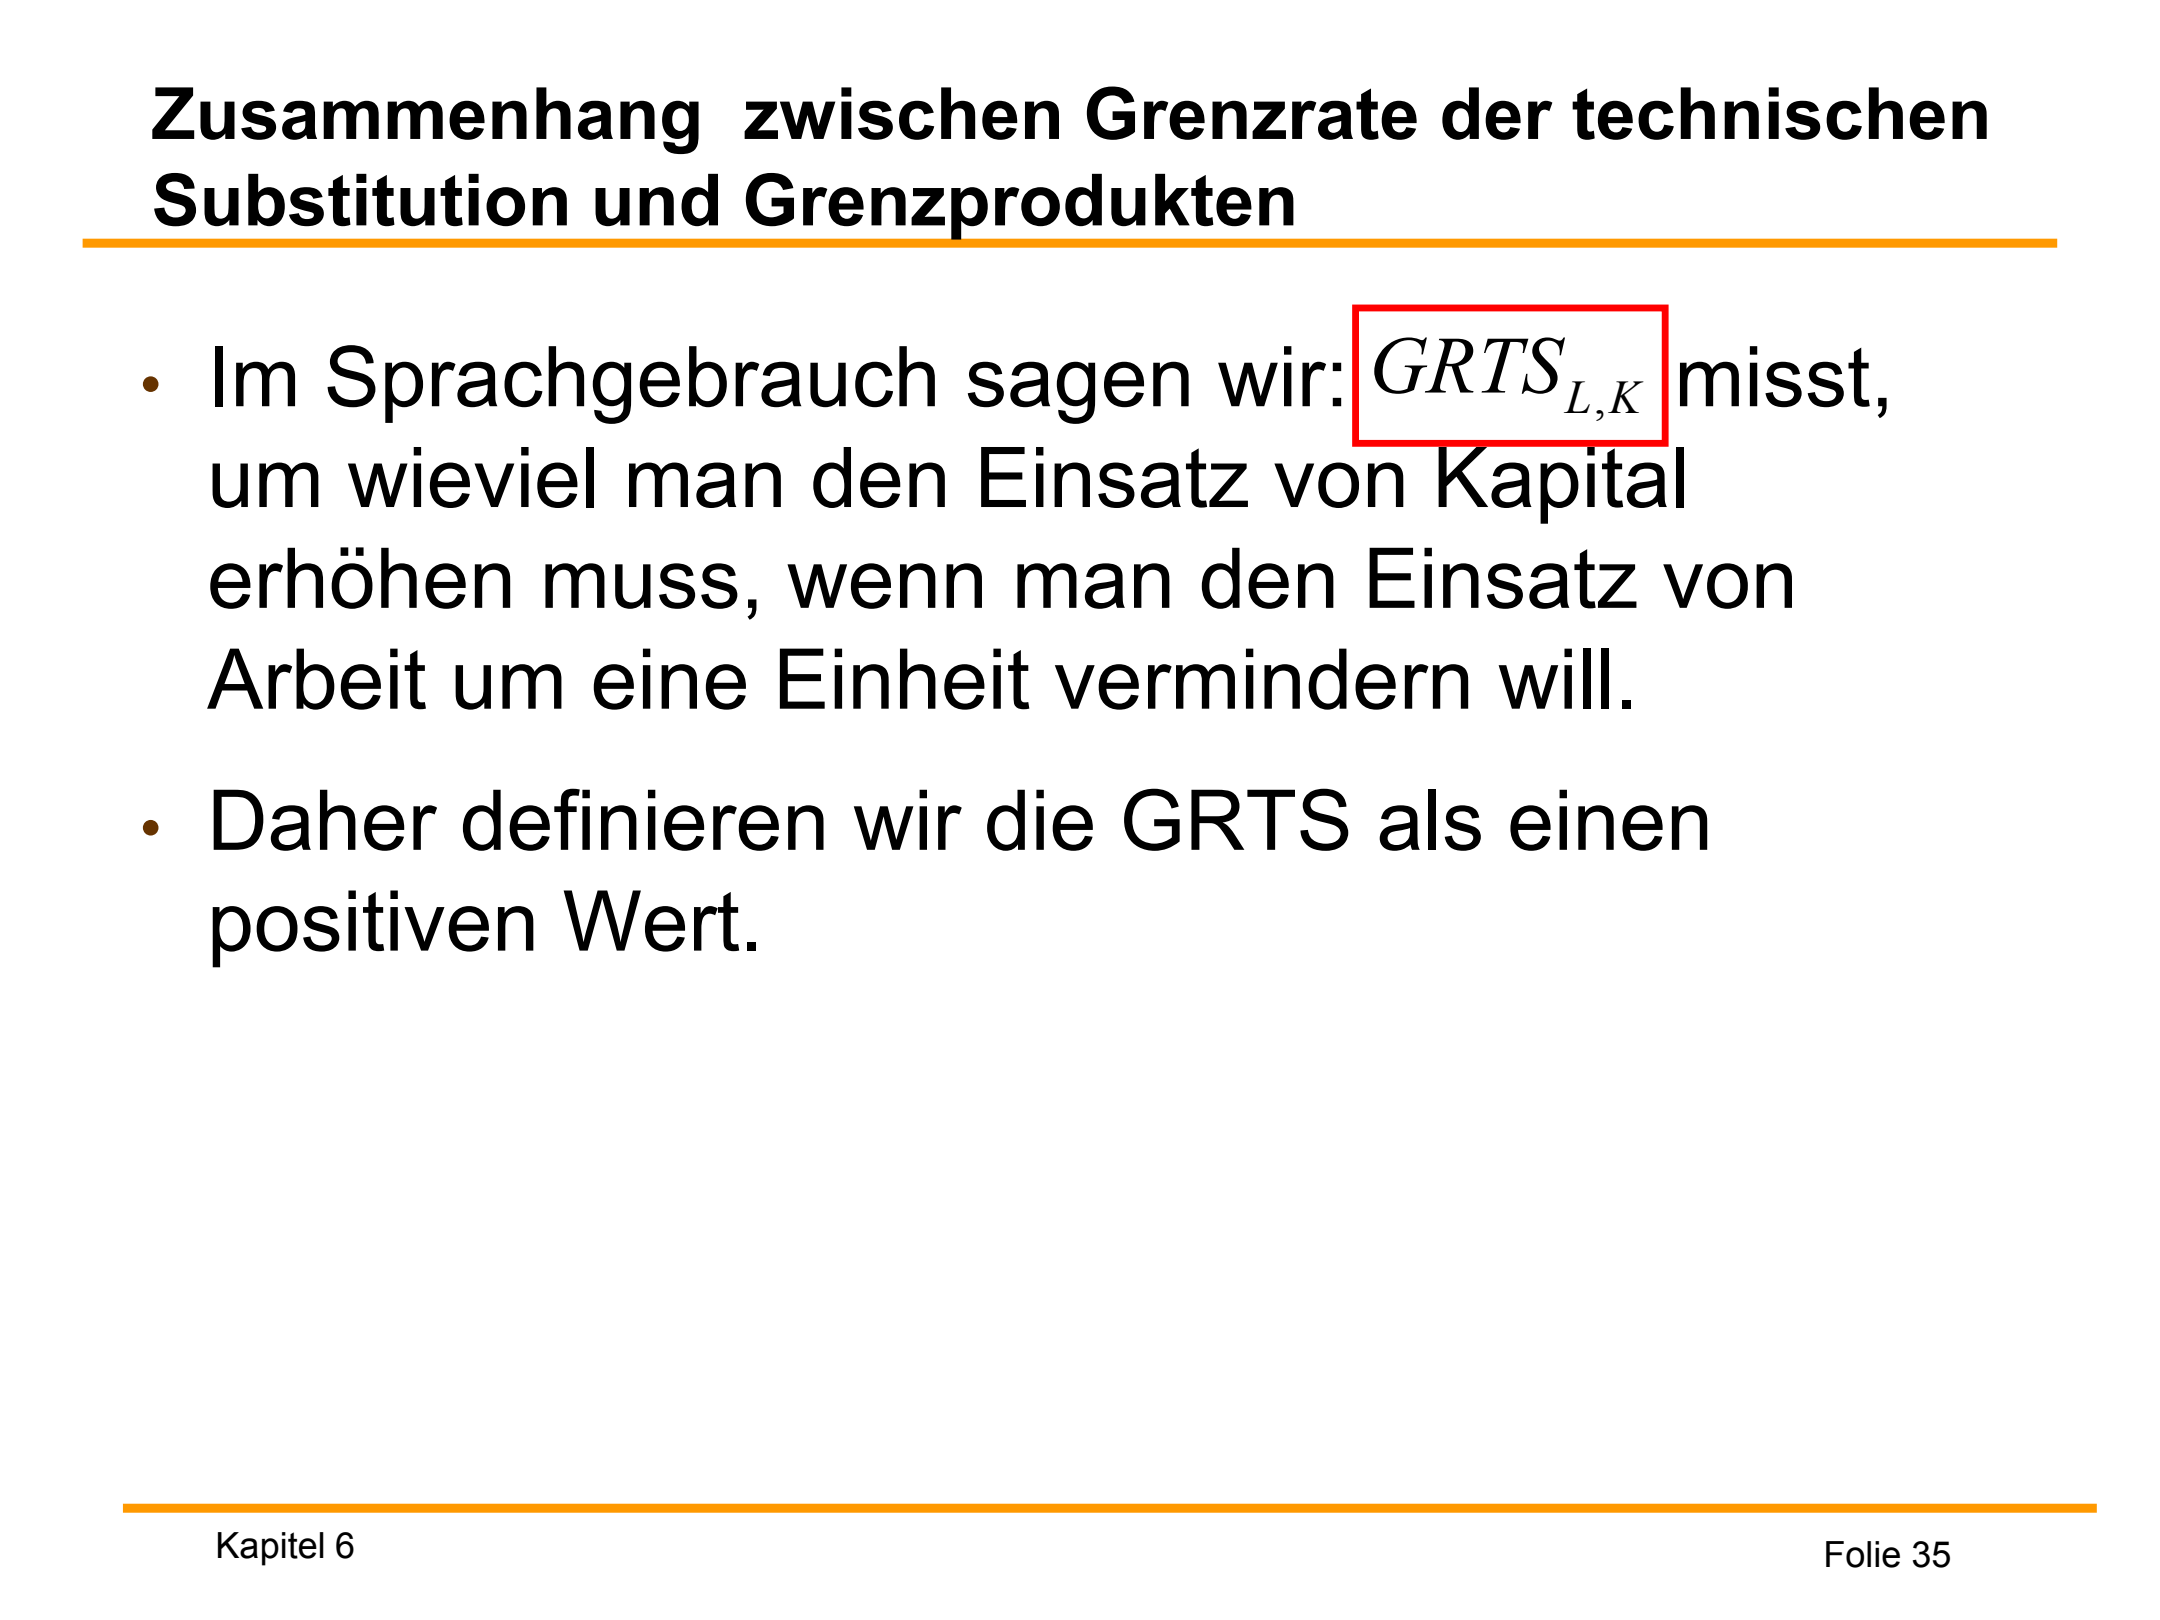 Zusammenhang zwischen Grenzrate der technischen
Substitution und Grenzprodukten
• Im Sprachgebrauch sagen wir: GRTS_{L,K} misst,
um wieviel man den Einsatz von Kapital
erhöhen muss, wenn man den Einsatz von
Arbeit um eine Einheit vermindern will.
• Daher definieren wir die GRTS als einen
positiven Wert.
Kapitel 6
Folie 35